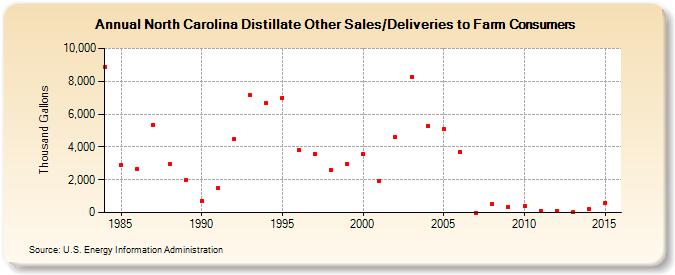 Annual North Carolina Distillate Other Sales/Deliveries to Farm Consumers
Thousand Gallons
10,000
8,000
6,000
4,000
2,000
0
1985 1990 1995 2000 2005 2010 2015
Source: U.S. Energy Information Administration